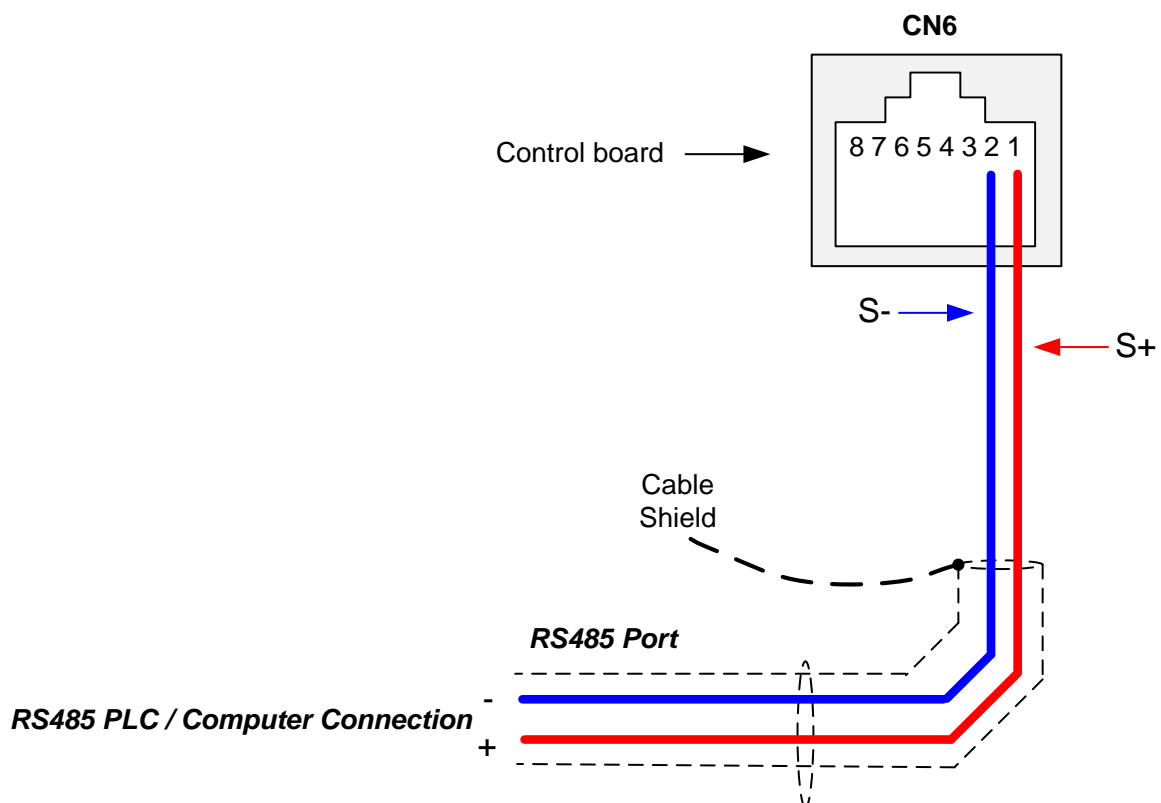 CN6
Control board
8 7 6 5 4 3 2 1
S-
S+
Cable
Shield
RS485 Port
-
RS485 PLC / Computer Connection
+